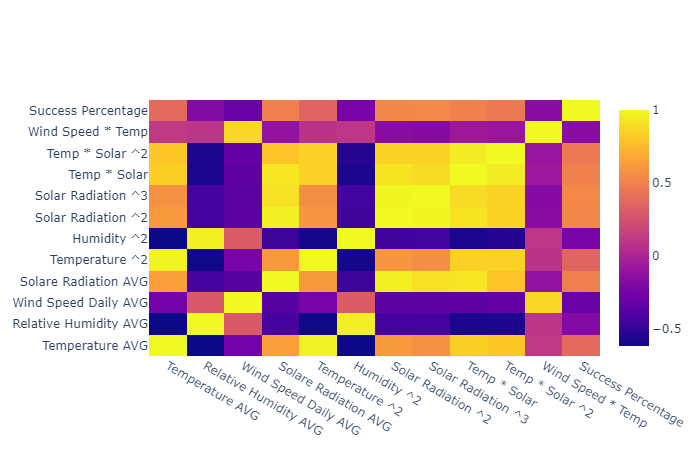 Success Percentage
Wind Speed * Temp
Temp * Solar ^2
Temp * Solar
Solar Radiation ^3
Solar Radiation ^2
Humidity ^2
Temperature ^2
Solare Radiation AVG
Wind Speed Daily AVG
Relative Humidity AVG
Temperature AVG
Temperature AVG
Relative Humidity AVG
Wind Speed Daily AVG
Solare Radiation AVG
Temperature ^2
Humidity ^2
Solar Radiation ^2
Solar Radiation ^3
Temp * Solar
Temp * Solar ^2
Wind Speed * Temp
Success Percentage
1
0.5
0
−0.5